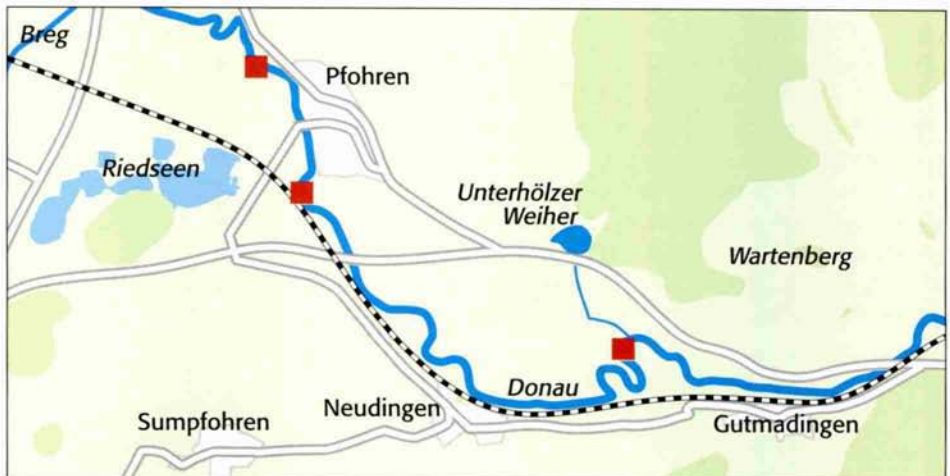 Breg
Pfohren
Riedseen
Unterhölzer
Weiher
Wartenberg
Donau
Neudingen
Sumpfohren
Gutmadingen